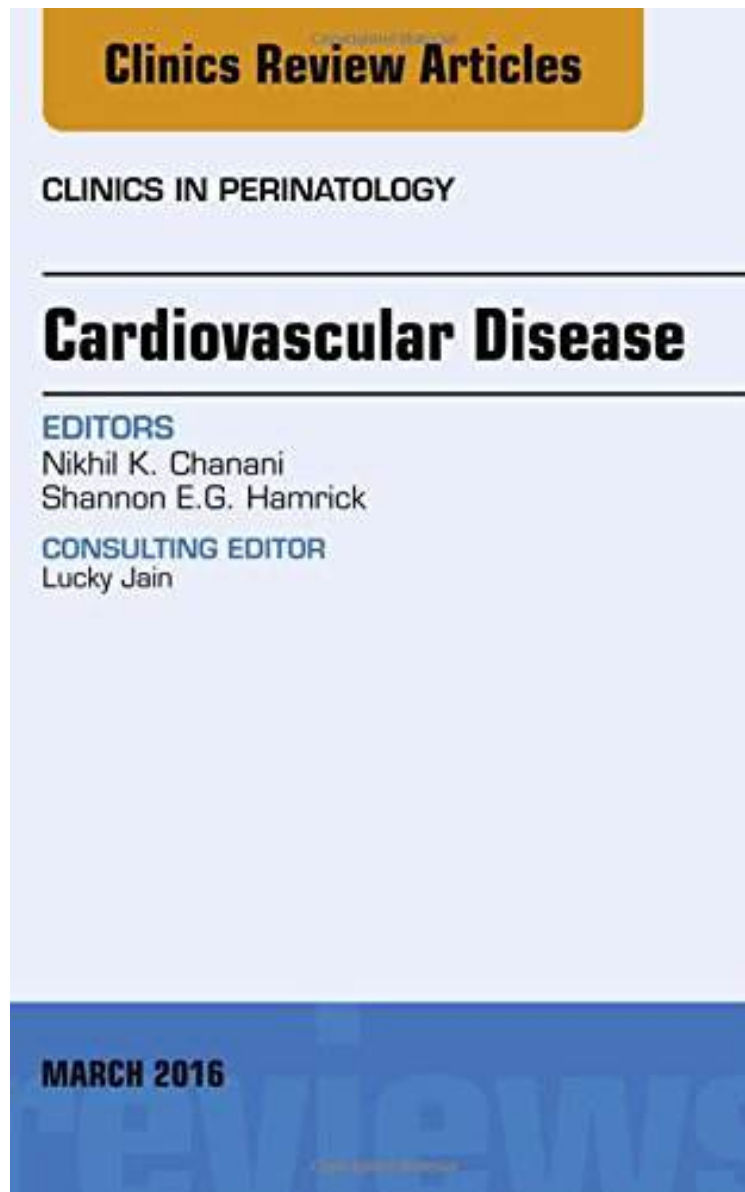 Clinics Review Articles
CLINICS IN PERINATOLOGY
Cardiovascular Disease
EDITORS
Nikhil K. Chanani
Shannon E.G. Hamrick
CONSULTING EDITOR
Lucky Jain
MARCH 2016
reviews